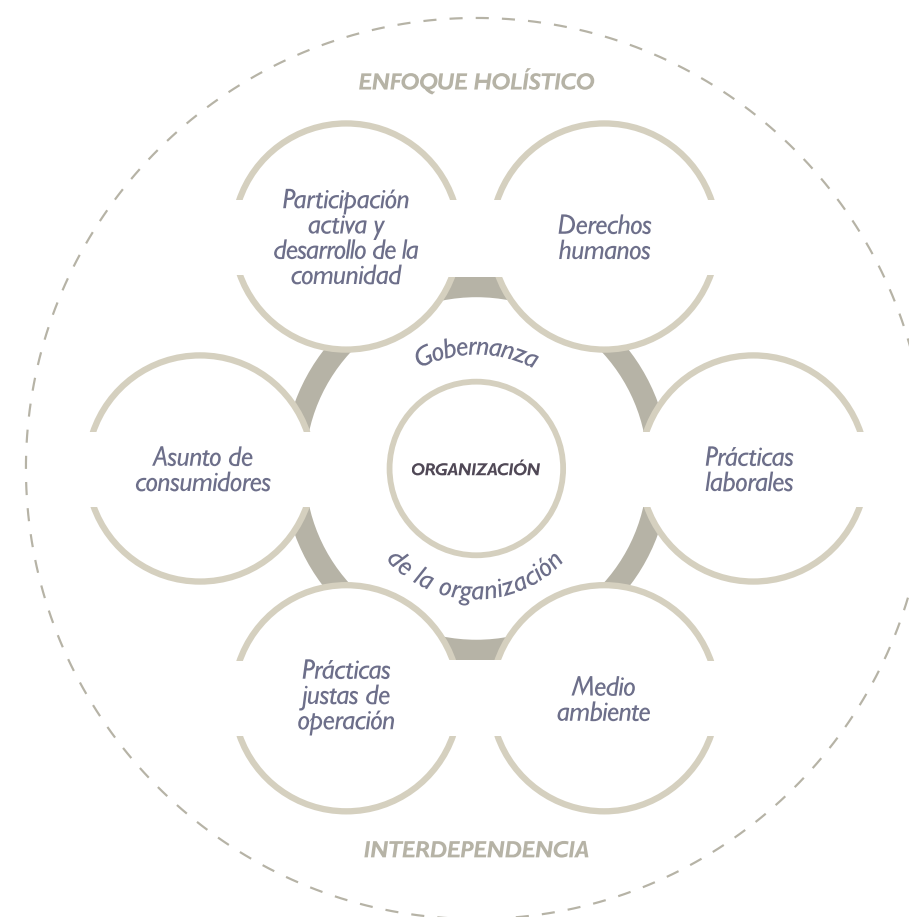 ENFOQUE HOLÍSTICO
Participación
activa y
desarrollo de la
comunidad
Derechos
humanos
Gobernanza
Asunto de
consumidores
ORGANIZACIÓN
Prácticas
laborales
de la organización
Prácticas
justas de
operación
Medio
ambiente
INTERDEPENDENCIA